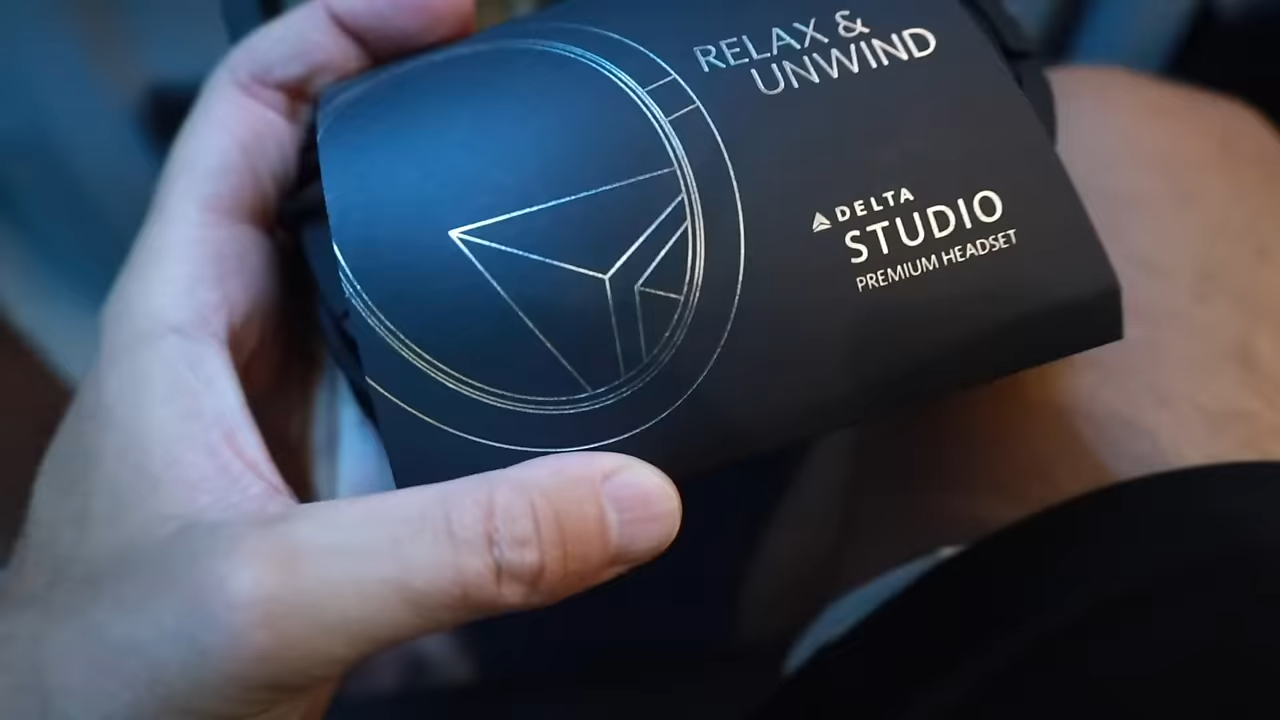 RELAX &
UNWIND
DELTA
STUDIO
PREMIUM HEADSET